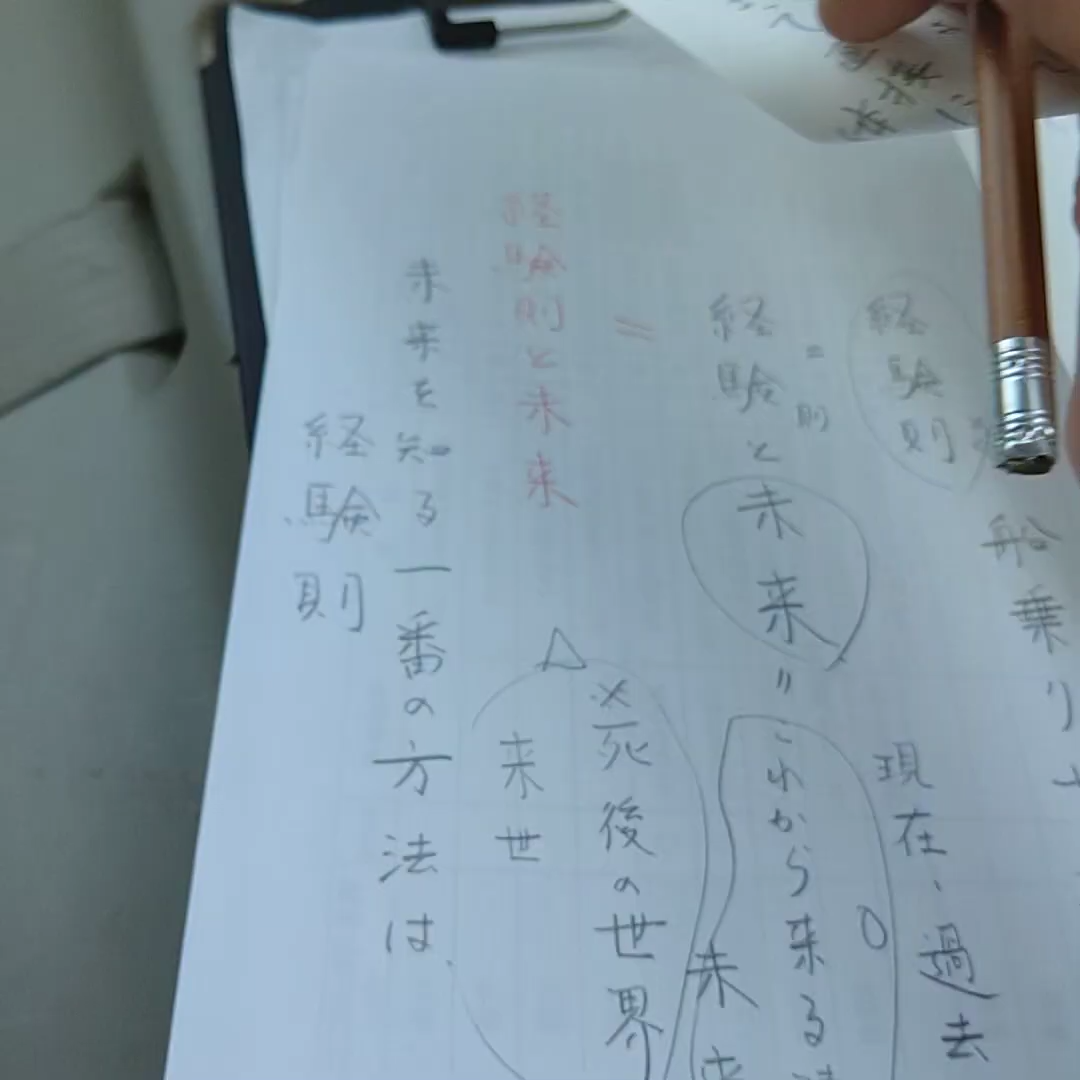 船乗り
経験則
現在、過去
＝則
経験と未来＝これから来る
未来
＝
※死後の世界
経験則と未来
来世
未来を知る一番の方法は、
経験則